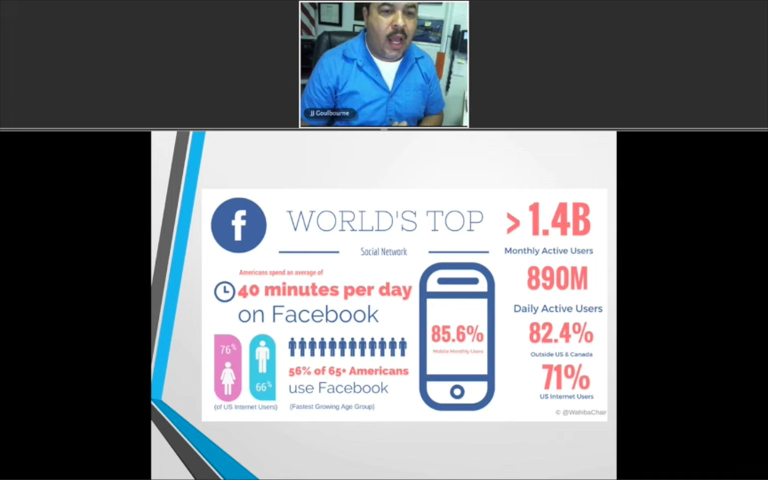 JJ Goulbourne
f
WORLD'S TOP
Social Network
Americans spend an average of
40 minutes per day
on Facebook
76%
66%
(of US Internet Users)
56% of 65+ Americans
use Facebook
(Fastest Growing Age Group)
85.6%
Mobile Monthly Users
> 1.4B
Monthly Active Users
890M
Daily Active Users
82.4%
Outside US & Canada
71%
US Internet Users
© @WahibaChair